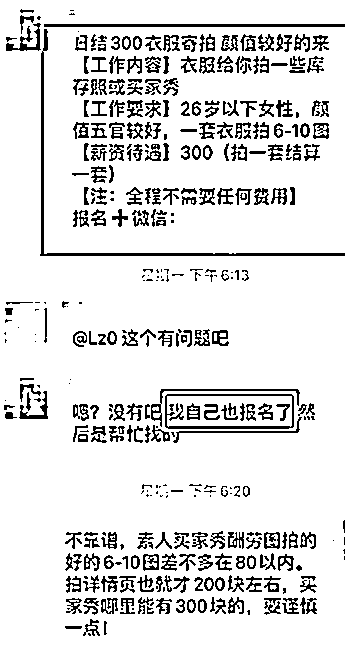 日结300衣服寄拍 颜值较好的来
【工作内容】衣服给你拍一些库
存照或买家秀
【工作要求】26岁以下女性，颜
值五官较好，一套衣服拍6-10图
【薪资待遇】300（拍一套结算
一套）
【注：全程不需要任何费用】
报名➕微信：
星期一 下午6:13
@Lz0 这个有问题吧
嗯？没有吧 我自己也报名了 然
后是帮忙找的
星期一 下午6:20
不靠谱，素人买家秀酬劳图拍的
好的6-10图差不多在80以内。
拍详情页也就才200块左右，买
家秀哪里能有300块的，要谨慎
一点！